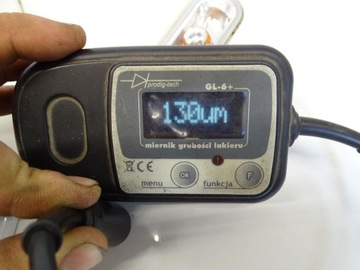 prodig-tech
GL-6+
130um
miernik grubości lakieru
CE
menu OK funkcja F